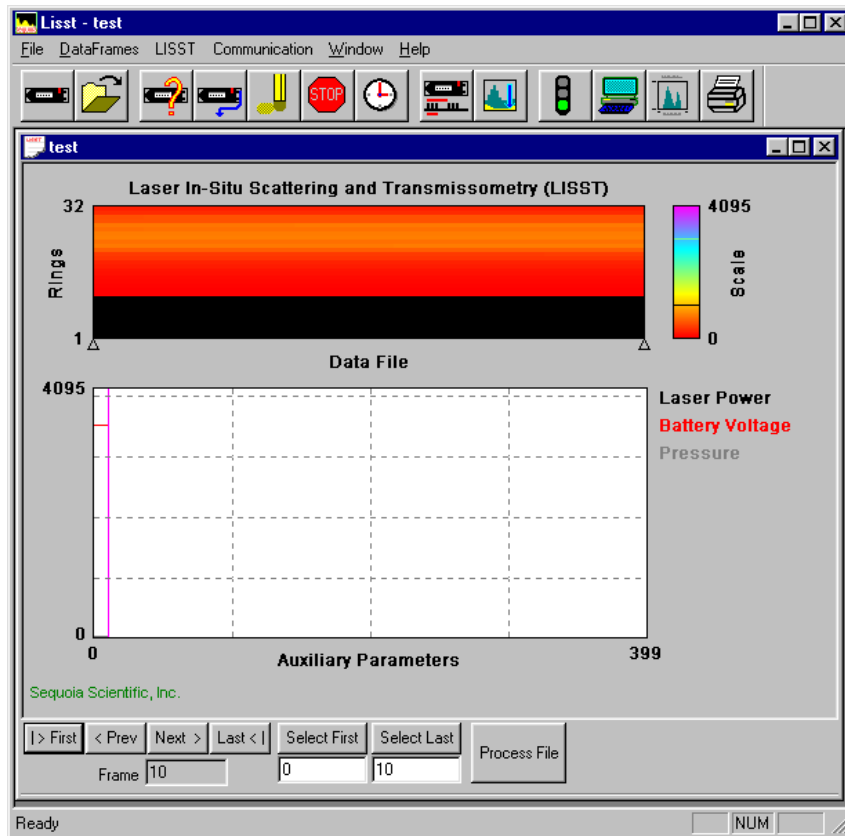 Lisst - test
File DataFrames LISST Communication Window Help
STOP
test
Laser In-Situ Scattering and Transmissometry (LISST)
32
Rings
1
4095
Scale
0
Data File
4095
0
0
Auxiliary Parameters
399
Laser Power
Battery Voltage
Pressure
Sequoia Scientific, Inc.
|> First < Prev Next > Last <| Select First Select Last Process File
Frame 10 0 10
Ready NUM